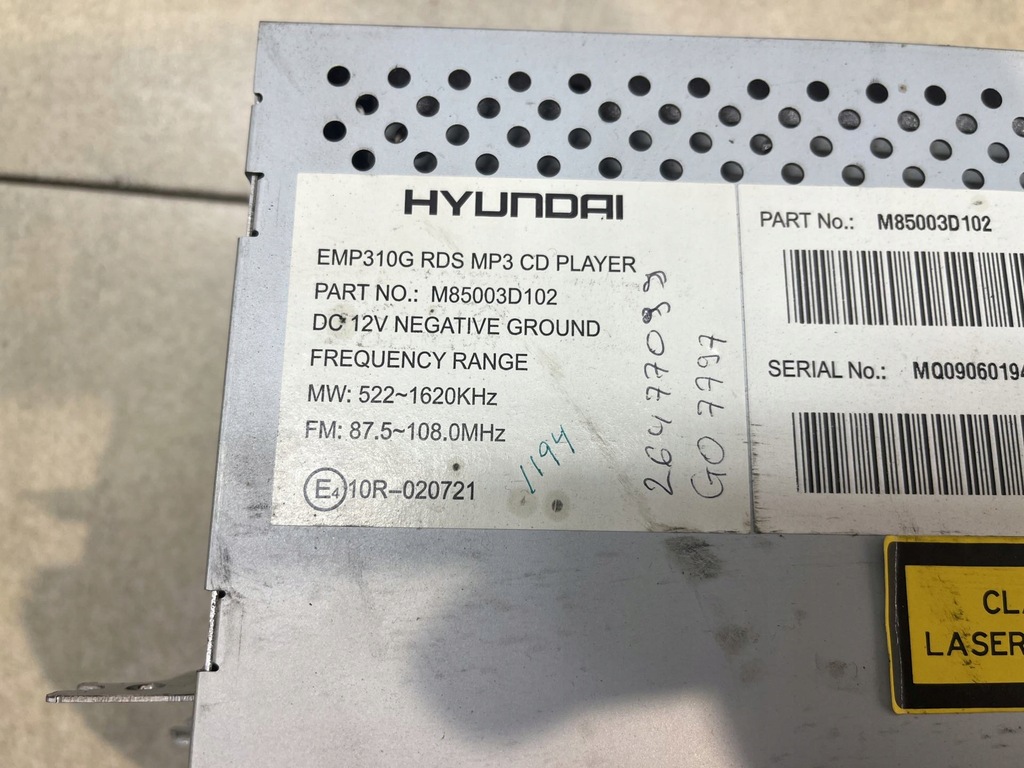 HYUNDAI
EMP310G RDS MP3 CD PLAYER
PART NO.: M85003D102
DC 12V NEGATIVE GROUND
FREQUENCY RANGE
MW: 522~1620KHz
FM: 87.5~108.0MHz
E4 10R-020721
1194
GO 7797
PART No.: M85003D102
SERIAL No.: MQ09060194
LASER